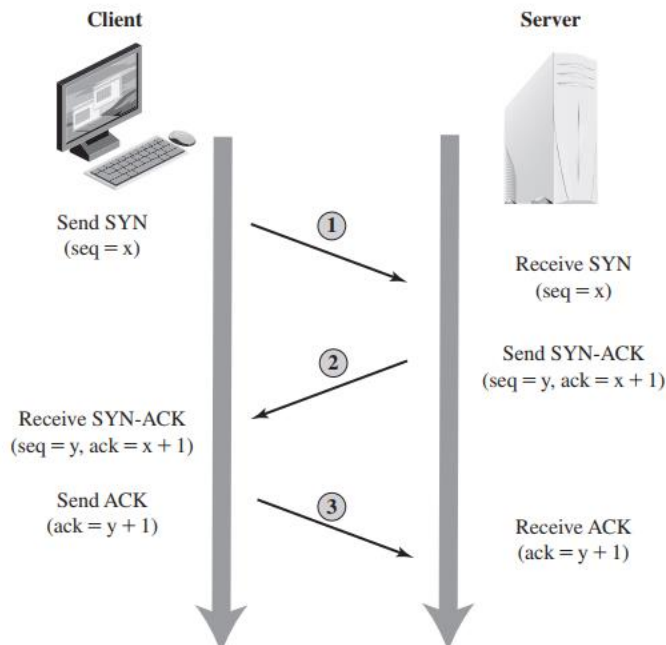 Client
Server
Send SYN
(seq = x)
1
Receive SYN
(seq = x)
Send SYN-ACK
(seq = y, ack = x + 1)
2
Receive SYN-ACK
(seq = y, ack = x + 1)
Send ACK
(ack = y + 1)
3
Receive ACK
(ack = y + 1)